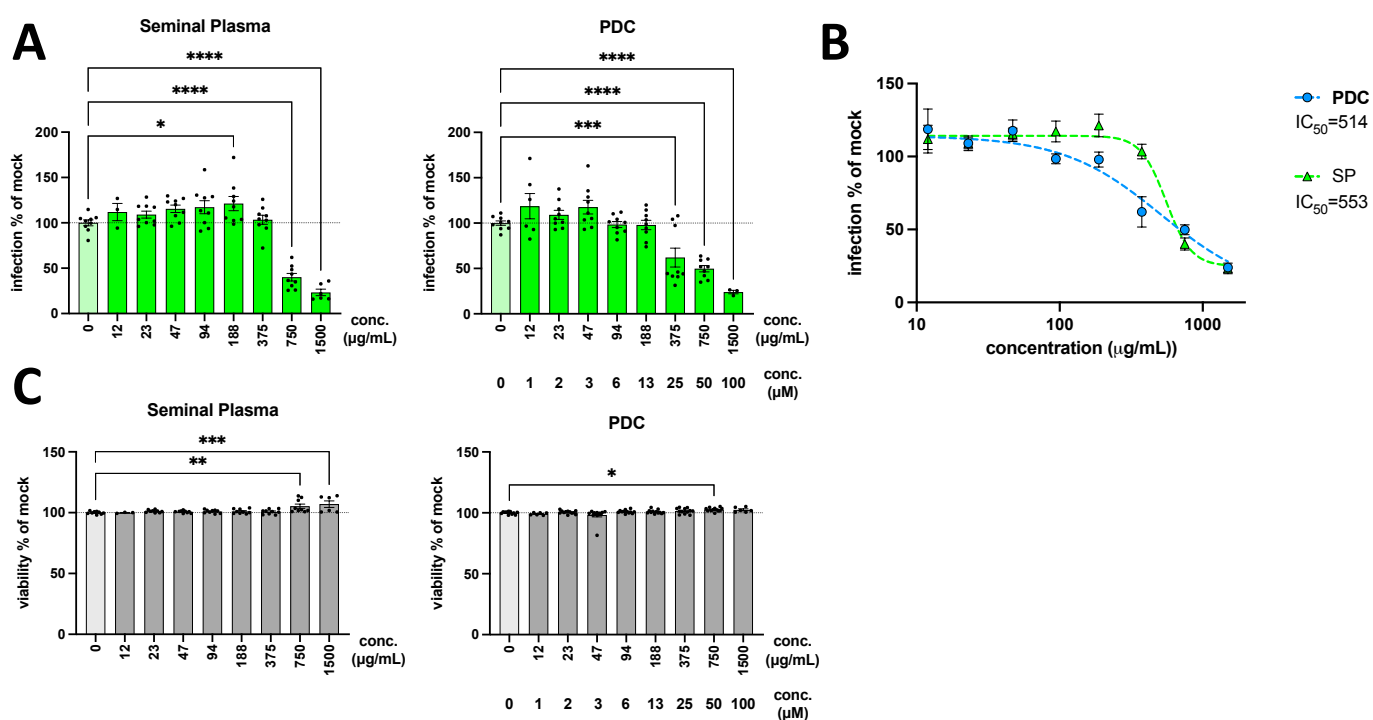 A
Seminal Plasma
****
****
*
200
150
100
50
0
infection % of mock
0 12 23 47 94 188 375 750 1500
conc.
(µg/mL)
PDC
****
****
***
200
150
100
50
0
infection % of mock
0 12 23 47 94 188 375 750 1500
conc.
(µg/mL)
0 1 2 3 6 13 25 50 100
conc.
(µM)
B
150
100
50
0
infection % of mock
10 100 1000
concentration (µg/mL))
PDC
IC50=514
SP
IC50=553
C
Seminal Plasma
***
**
150
100
50
0
viability % of mock
0 12 23 47 94 188 375 750 1500
conc.
(µg/mL)
PDC
*
150
100
50
0
viability % of mock
0 12 23 47 94 188 375 750 1500
conc.
(µg/mL)
0 1 2 3 6 13 25 50 100
conc.
(µM)